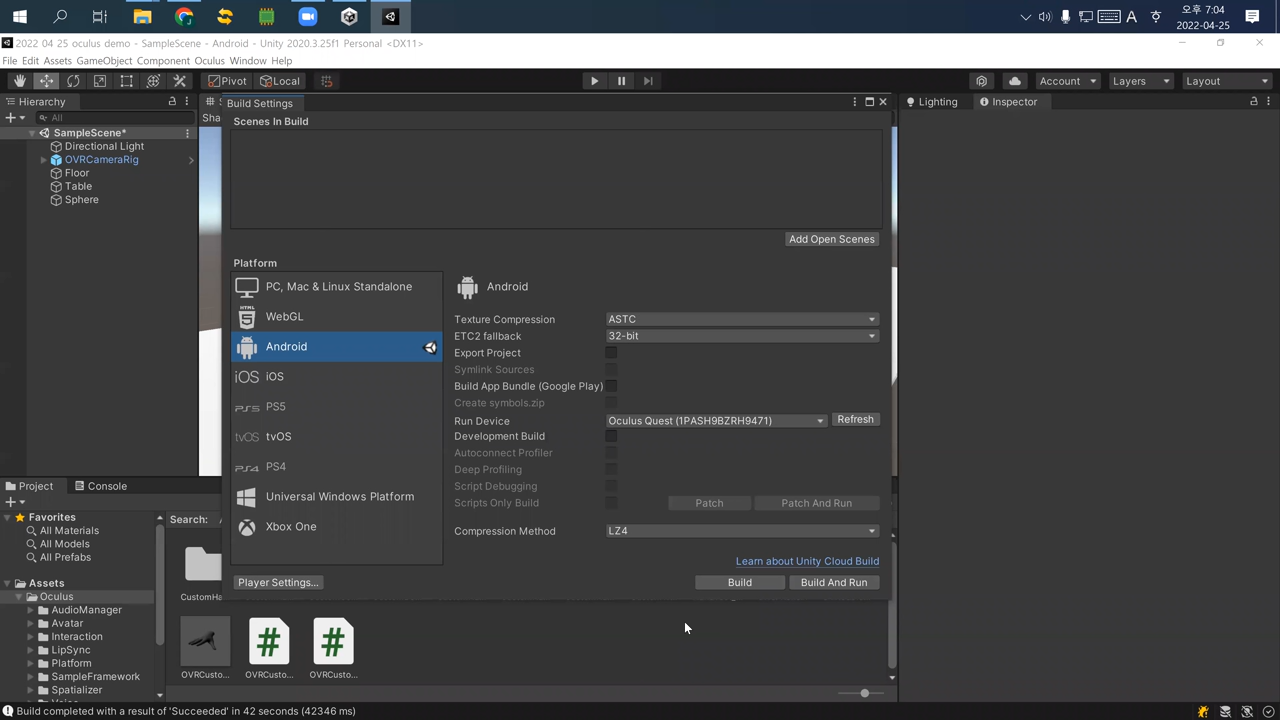 오후 7:04
A
2022-04-25
2022 04 25 oculus demo - SampleScene - Android - Unity 2020.3.25f1 Personal <DX11>
File Edit Assets GameObject Component Oculus Window Help
Pivot Local Account Layers Layout
Hierarchy
Build Settings
Lighting Inspector
All
Sha
Scenes In Build
SampleScene*
Directional Light
OVRCameraRig
Floor
Table
Sphere
Add Open Scenes
Platform
PC, Mac & Linux Standalone
WebGL
Android
iOS iOS
PS5 PS5
tvOS tvOS
PS4 PS4
Universal Windows Platform
Xbox One
Android
Texture Compression ASTC
ETC2 fallback 32-bit
Export Project
Symlink Sources
Build App Bundle (Google Play)
Create symbols.zip
Run Device Oculus Quest (1PASH9BZRH9471) Refresh
Development Build
Autoconnect Profiler
Deep Profiling
Script Debugging
Scripts Only Build Patch Patch And Run
Compression Method LZ4
Learn about Unity Cloud Build
Player Settings... Build Build And Run
Project Console
Search:
Favorites
All Materials
All Models
All Prefabs
Assets
Oculus
AudioManager
Avatar
Interaction
LipSync
Platform
SampleFramework
Spatializer
CustomHa
OVRCusto... OVRCusto... OVRCusto...
Build completed with a result of 'Succeeded' in 42 seconds (42346 ms)